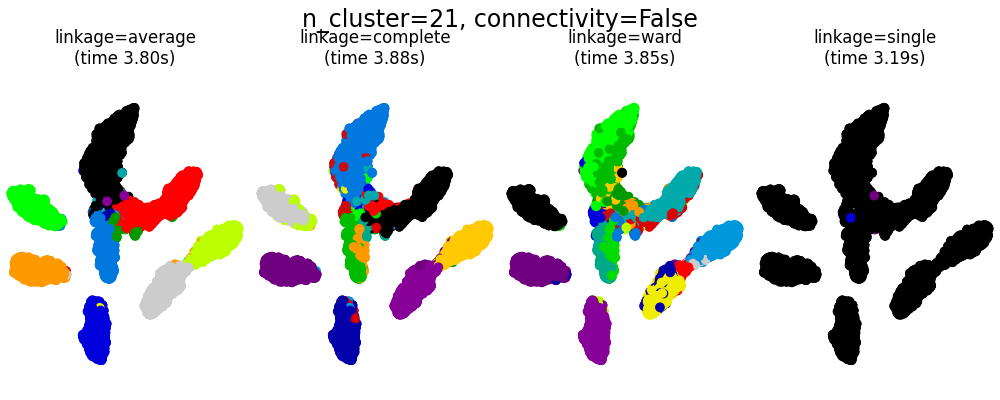 n_cluster=21, connectivity=False
linkage=average
(time 3.80s)
linkage=complete
(time 3.88s)
linkage=ward
(time 3.85s)
linkage=single
(time 3.19s)